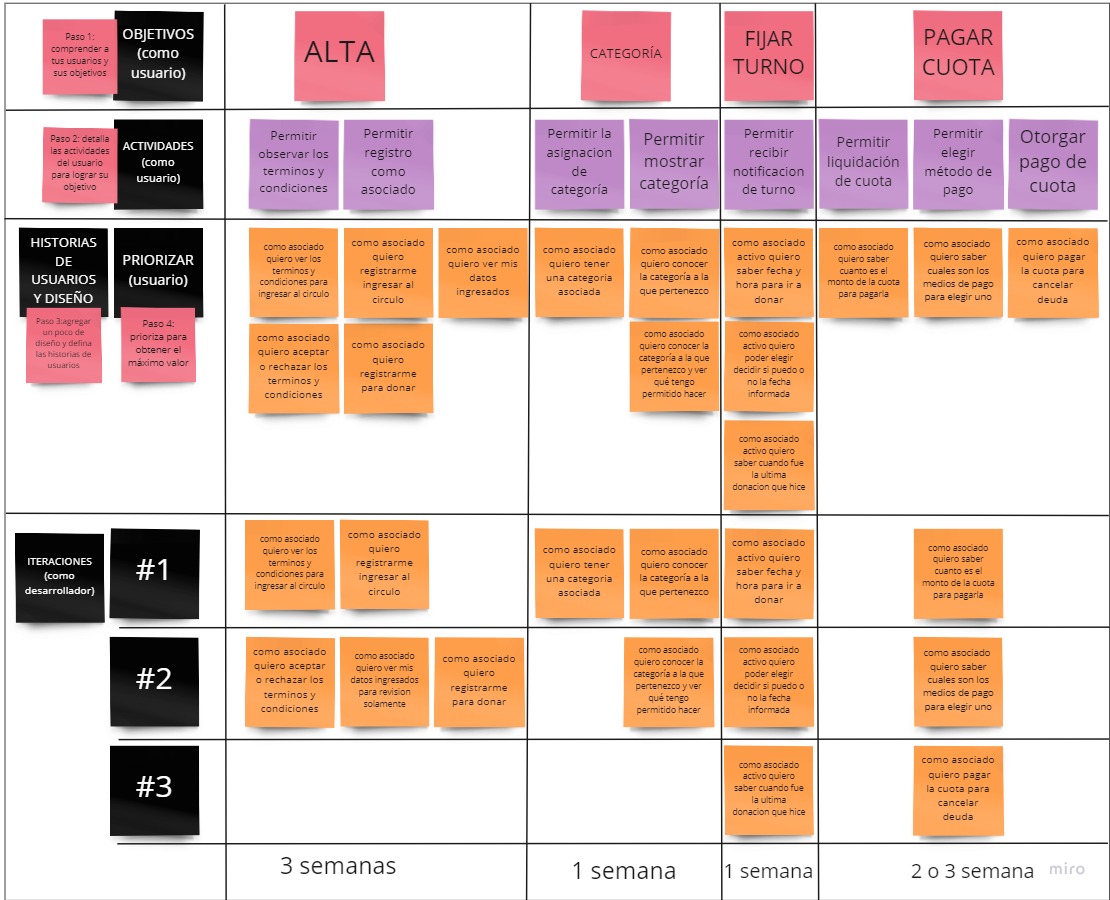 Paso 1:
comprender a
tus usuarios y
sus objetivos
OBJETIVOS
(como
usuario)
ALTA
CATEGORÍA
FIJAR
TURNO
PAGAR
CUOTA
Paso 2: detalla
las actividades
del usuario
para lograr su
objetivo
ACTIVIDADES
(como
usuario)
Permitir
observar los
terminos y
condiciones
Permitir
registro
como
asociado
Permitir la
asignacion
de
categoría
Permitir
mostrar
categoría
Permitir
recibir
notificacion
de turno
Permitir
liquidación
de cuota
Permitir
elegir
método de
pago
Otorgar
pago de
cuota
HISTORIAS
DE
USUARIOS
Y DISEÑO
PRIORIZAR
(usuario)
Paso 3:agregar
un poco de
diseño y defina
las historias de
usuarios
Paso 4:
prioriza para
obtener el
máximo valor
como asociado
quiero ver los
terminos y
condiciones para
ingresar al circulo
como asociado
quiero
registrarme
ingresar al
circulo
como asociado
quiero ver mis
datos
ingresados
como asociado
quiero tener
una categoria
asociada
como asociado
quiero conocer
la categoría a la
que pertenezco
como asociado
activo quiero
saber fecha y
hora para ir a
donar
como asociado
quiero saber
cuanto es el
monto de la cuota
para pagarla
como asociado
quiero saber
cuales son los
medios de pago
para elegir uno
como asociado
quiero pagar
la cuota para
cancelar
deuda
como asociado
quiero aceptar
o rechazar los
terminos y
condiciones
como asociado
quiero
registrarme
para donar
como asociado
quiero conocer la
categoría a la que
pertenezco y ver
qué tengo
permitido hacer
como asociado
activo quiero
poder elegir
decidir si puedo o
no la fecha
informada
como asociado
activo quiero
saber cuando fue
la ultima
donacion que hice
ITERACIONES
(como
desarrollador)
#1
como asociado
quiero ver los
terminos y
condiciones para
ingresar al circulo
como asociado
quiero
registrarme
ingresar al
circulo
como asociado
quiero tener
una categoria
asociada
como asociado
quiero conocer
la categoría a la
que pertenezco
como asociado
activo quiero
saber fecha y
hora para ir a
donar
como asociado
quiero saber
cuanto es el
monto de la cuota
para pagarla
#2
como asociado
quiero aceptar
o rechazar los
terminos y
condiciones
como asociado
quiero ver mis
datos ingresados
para revision
solamente
como asociado
quiero
registrarme
para donar
como asociado
quiero conocer la
categoría a la que
pertenezco y ver
qué tengo
permitido hacer
como asociado
activo quiero
poder elegir
decidir si puedo o
no la fecha
informada
como asociado
quiero saber
cuales son los
medios de pago
para elegir uno
#3
como asociado
activo quiero
saber cuando fue
la ultima
donacion que hice
como asociado
quiero pagar
la cuota para
cancelar
deuda
3 semanas
1 semana
1 semana
2 o 3 semana
miro